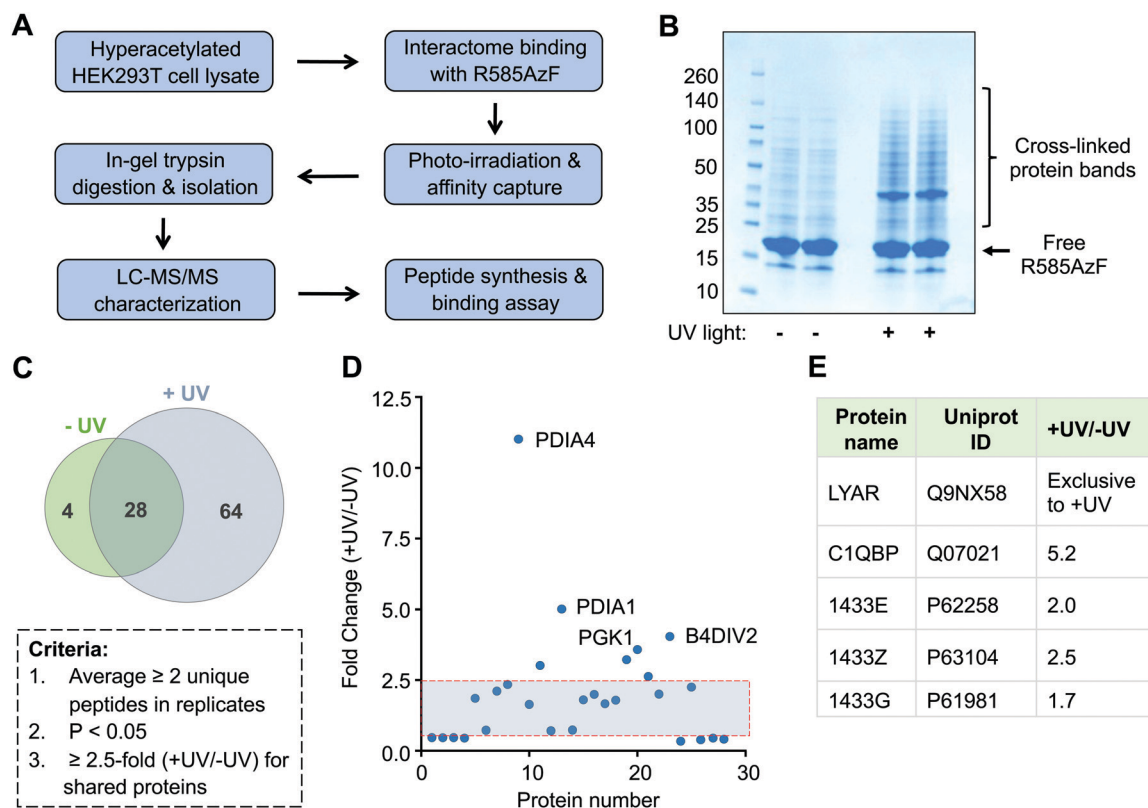 A
Hyperacetylated
HEK293T cell lysate
Interactome binding
with R585AzF
In-gel trypsin
digestion & isolation
Photo-irradiation &
affinity capture
LC-MS/MS
characterization
Peptide synthesis &
binding assay
B
260
140
100
50
35
25
15
10
Cross-linked
protein bands
Free
R585AzF
UV light: - - + +
C
+ UV
- UV
4 28 64
Criteria:
1. Average ≥ 2 unique
peptides in replicates
2. P < 0.05
3. ≥ 2.5-fold (+UV/-UV) for
shared proteins
D
Fold Change (+UV/-UV)
12.5
10.0
7.5
5.0
2.5
0.0
PDIA4
PDIA1
PGK1
B4DIV2
0 10 20 30
Protein number
E
Protein name Uniprot ID +UV/-UV
LYAR Q9NX58 Exclusive to +UV
C1QBP Q07021 5.2
1433E P62258 2.0
1433Z P63104 2.5
1433G P61981 1.7